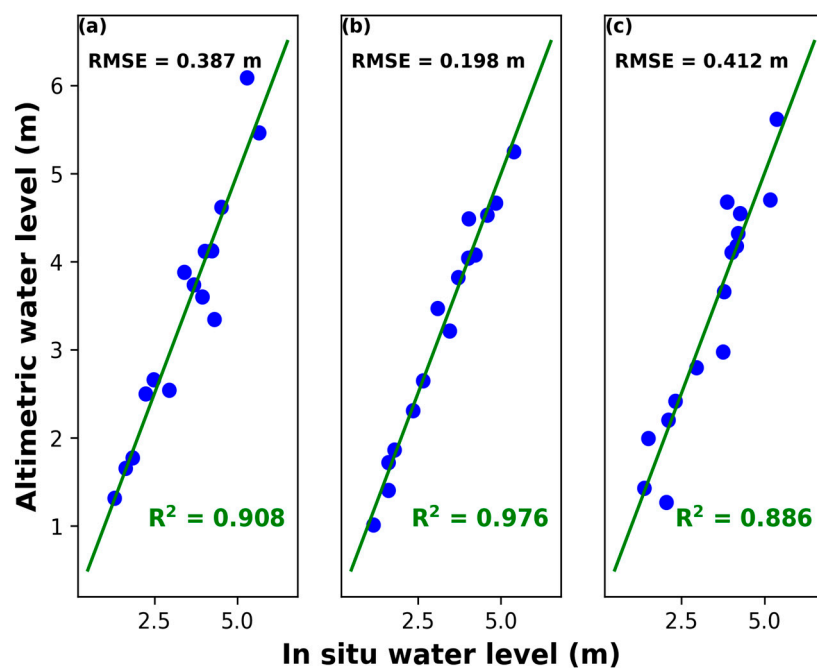 (a)
RMSE = 0.387 m
R² = 0.908
(b)
RMSE = 0.198 m
R² = 0.976
(c)
RMSE = 0.412 m
R² = 0.886
Altimetric water level (m)
6
5
4
3
2
1
2.5 5.0
2.5 5.0
2.5 5.0
In situ water level (m)